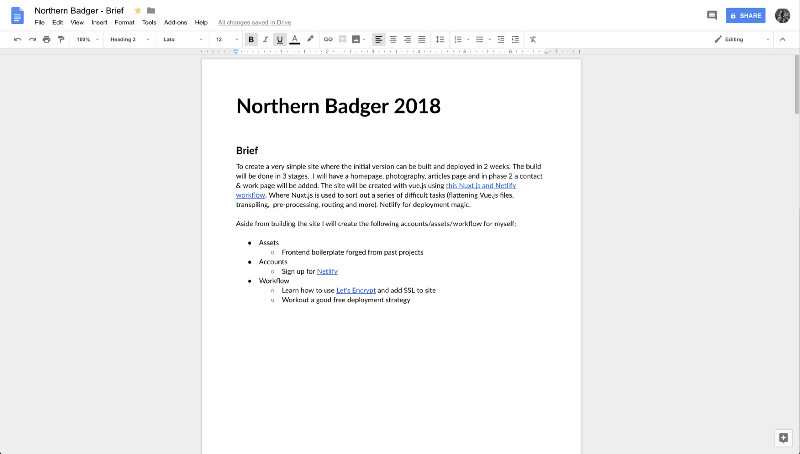 Northern Badger - Brief
File Edit View Insert Format Tools Add-ons Help All changes saved in Drive
SHARE
100% Heading 3 Lato 12 B I U A Editing
Northern Badger 2018
Brief
To create a very simple site where the initial version can be built and deployed in 2 weeks. The build
will be done in 3 stages. I will have a homepage, photography, articles page and in phase 2 a contact
& work page will be added. The site will be created with vue.js using this Nuxt.js and Netlify
workflow. Where Nuxt.js is used to sort out a series of difficult tasks (flattening Vue.js files,
transpiling, pre-processing, routing and more). Netlify for deployment magic.
Aside from building the site I will create the following accounts/assets/workflow for myself;
● Assets
○ Frontend boilerplate forged from past projects
● Accounts
○ Sign up for Netlify
● Workflow
○ Learn how to use Let's Encrypt and add SSL to site
○ Workout a good free deployment strategy